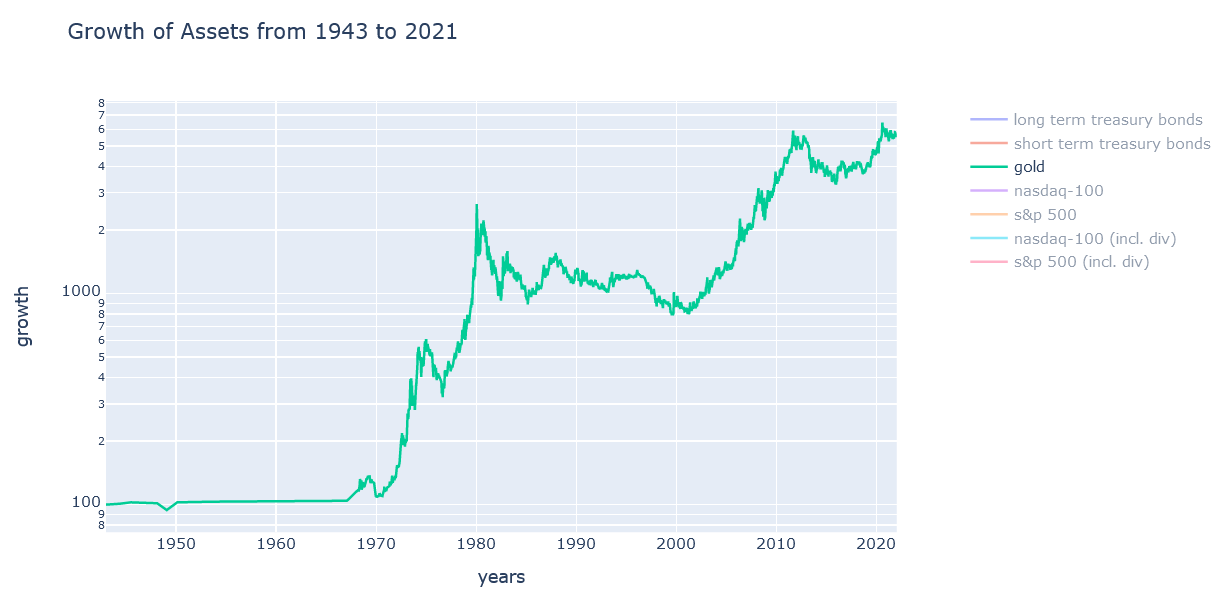 Growth of Assets from 1943 to 2021
8
7
6
5
4
3
2
1000
9
8
7
6
5
4
3
2
100
9
8
growth
1950 1960 1970 1980 1990 2000 2010 2020
years
long term treasury bonds
short term treasury bonds
gold
nasdaq-100
s&p 500
nasdaq-100 (incl. div)
s&p 500 (incl. div)